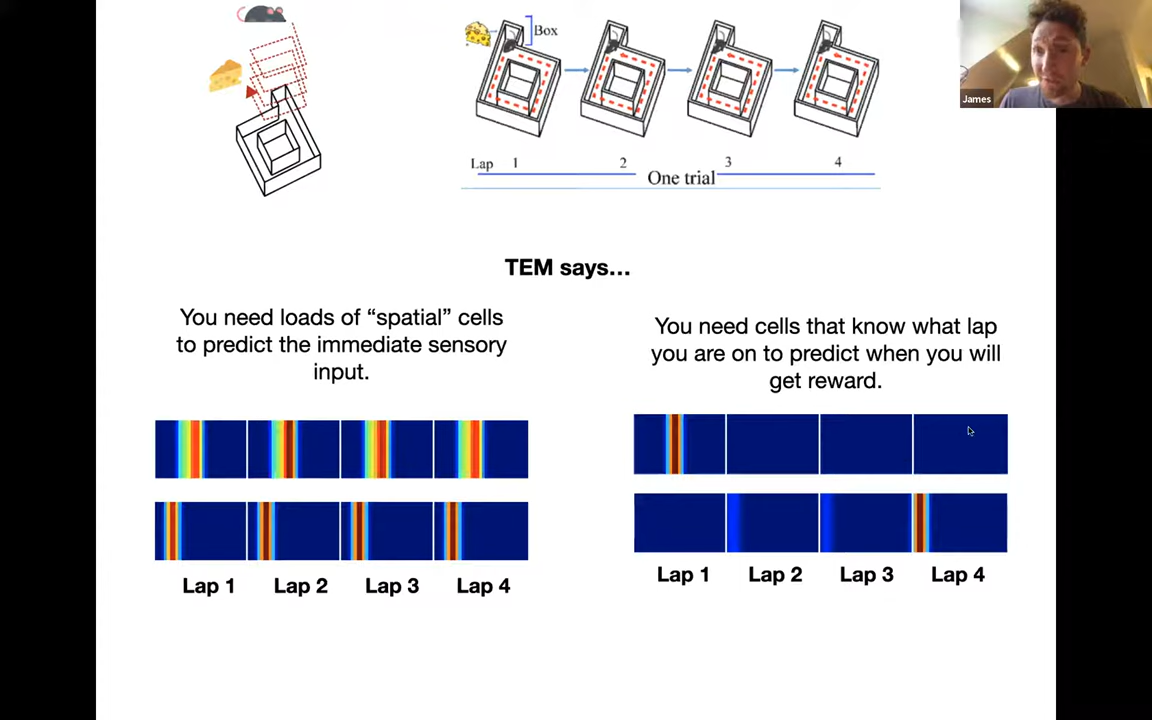 Box
James
Lap 1 2 3 4
One trial
TEM says...
You need loads of “spatial” cells
to predict the immediate sensory
input.
You need cells that know what lap
you are on to predict when you will
get reward.
Lap 1 Lap 2 Lap 3 Lap 4
Lap 1 Lap 2 Lap 3 Lap 4